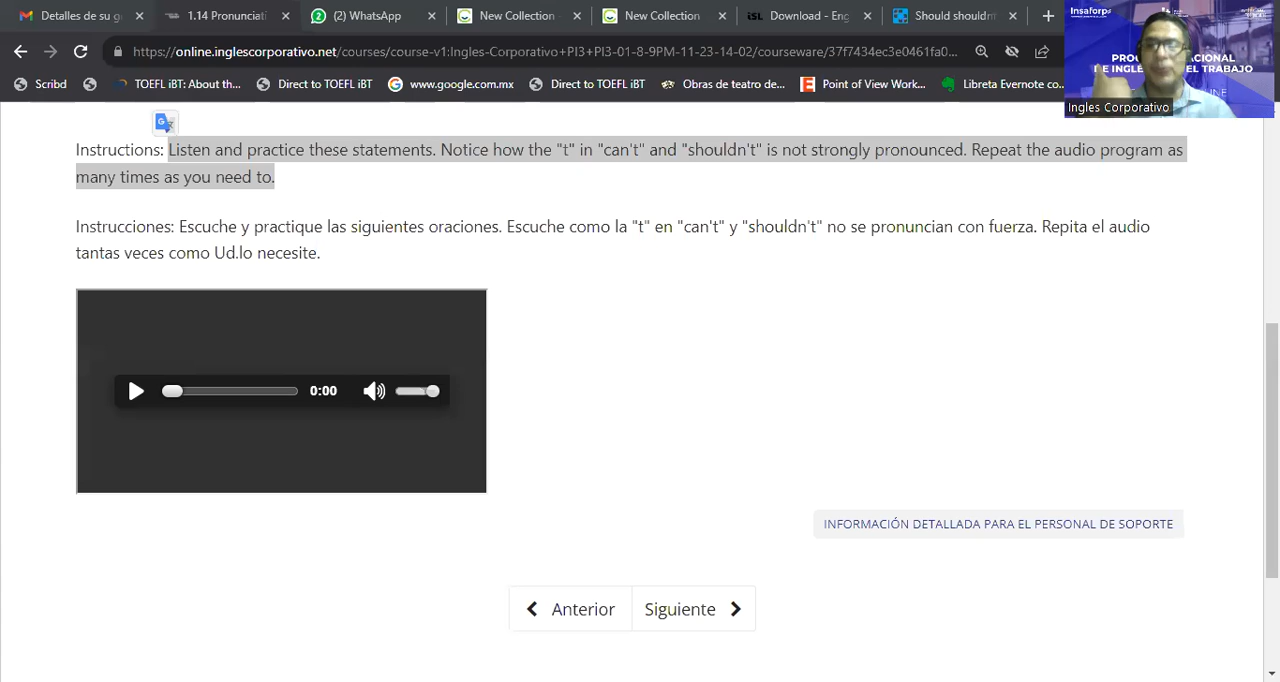 Detalles de su g
1.14 Pronunciati
(2) WhatsApp
New Collection
New Collection
iSL Download - Eng
Should shouldn'
https://online.inglescorporativo.net/courses/course-v1:Ingles-Corporativo+PI3+PI3-01-8-9PM-11-23-14-02/courseware/37f7434ec3e0461fa0...
Scribd
TOEFL iBT: About th...
Direct to TOEFL iBT
www.google.com.mx
Direct to TOEFL iBT
Obras de teatro de...
Point of View Work...
Libreta Evernote co...
Insaforp
Ingles Corporativo
Instructions: Listen and practice these statements. Notice how the "t" in "can't" and "shouldn't" is not strongly pronounced. Repeat the audio program as
many times as you need to.
Instrucciones: Escuche y practique las siguientes oraciones. Escuche como la "t" en "can't" y "shouldn't" no se pronuncian con fuerza. Repita el audio
tantas veces como Ud.lo necesite.
0:00
INFORMACIÓN DETALLADA PARA EL PERSONAL DE SOPORTE
Anterior
Siguiente